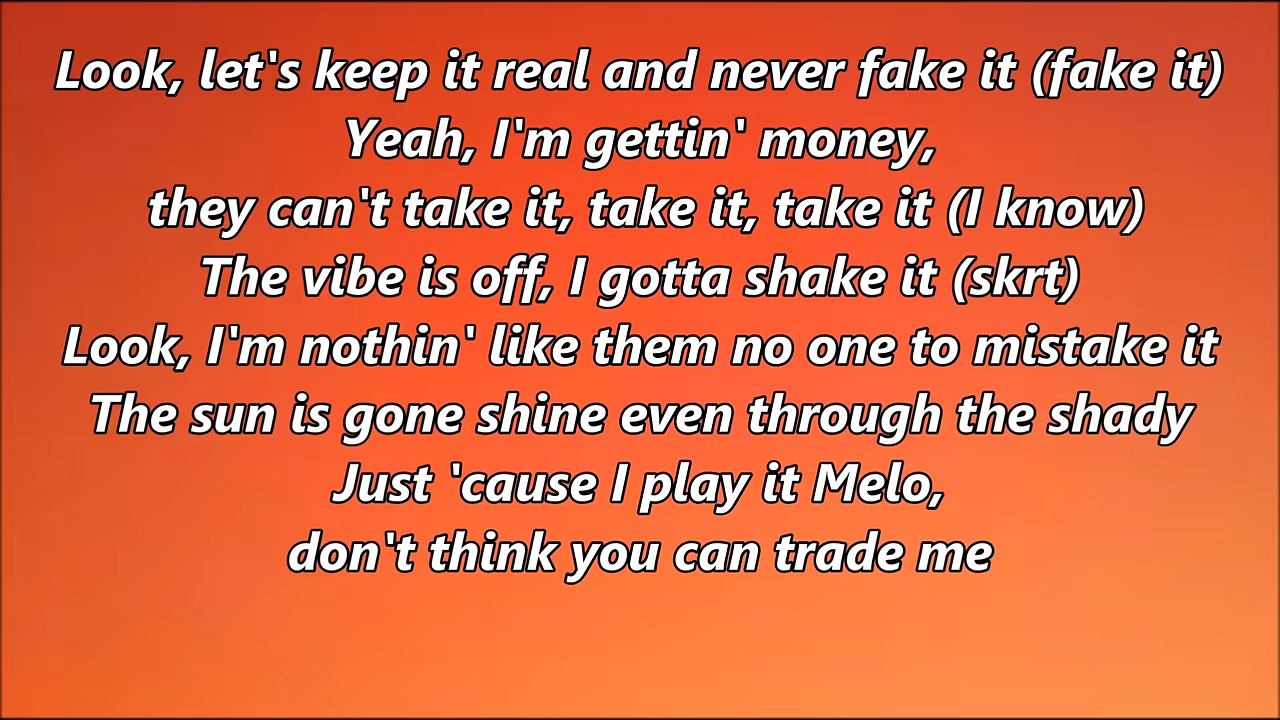 Look, let's keep it real and never fake it (fake it)
Yeah, I'm gettin' money,
they can't take it, take it, take it (I know)
The vibe is off, I gotta shake it (skrt)
Look, I'm nothin' like them no one to mistake it
The sun is gone shine even through the shady
Just 'cause I play it Melo,
don't think you can trade me